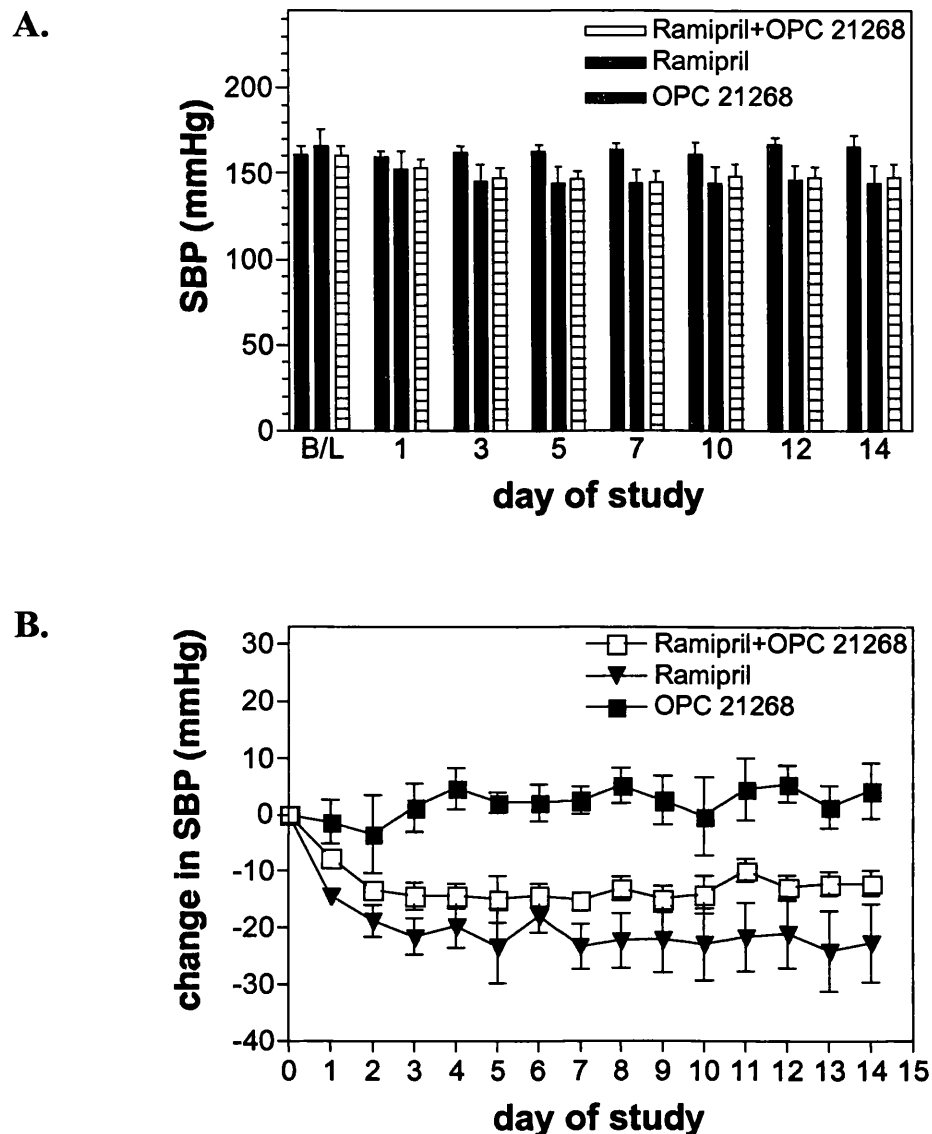 A.
Ramipril+OPC 21268
Ramipril
OPC 21268
SBP (mmHg)
200
150
100
50
0
B/L 1 3 5 7 10 12 14
day of study
B.
Ramipril+OPC 21268
Ramipril
OPC 21268
change in SBP (mmHg)
30
20
10
0
-10
-20
-30
-40
0 1 2 3 4 5 6 7 8 9 10 11 12 13 14 15
day of study